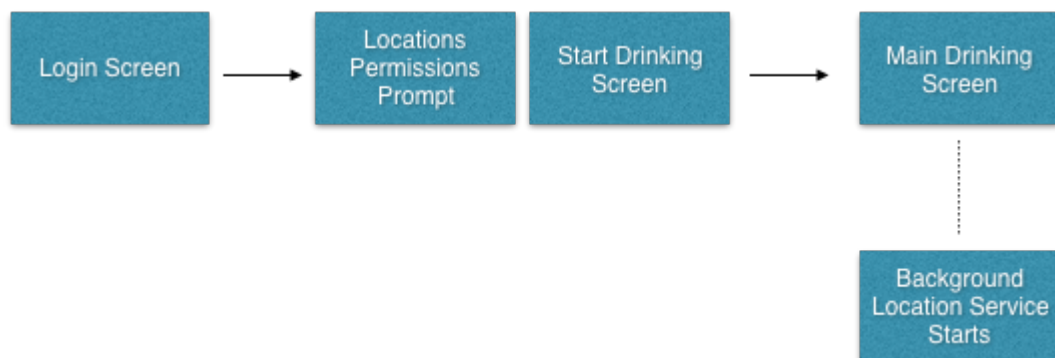 Login Screen
Locations
Permissions
Prompt
Start Drinking
Screen
Main Drinking
Screen
Background
Location Service
Starts